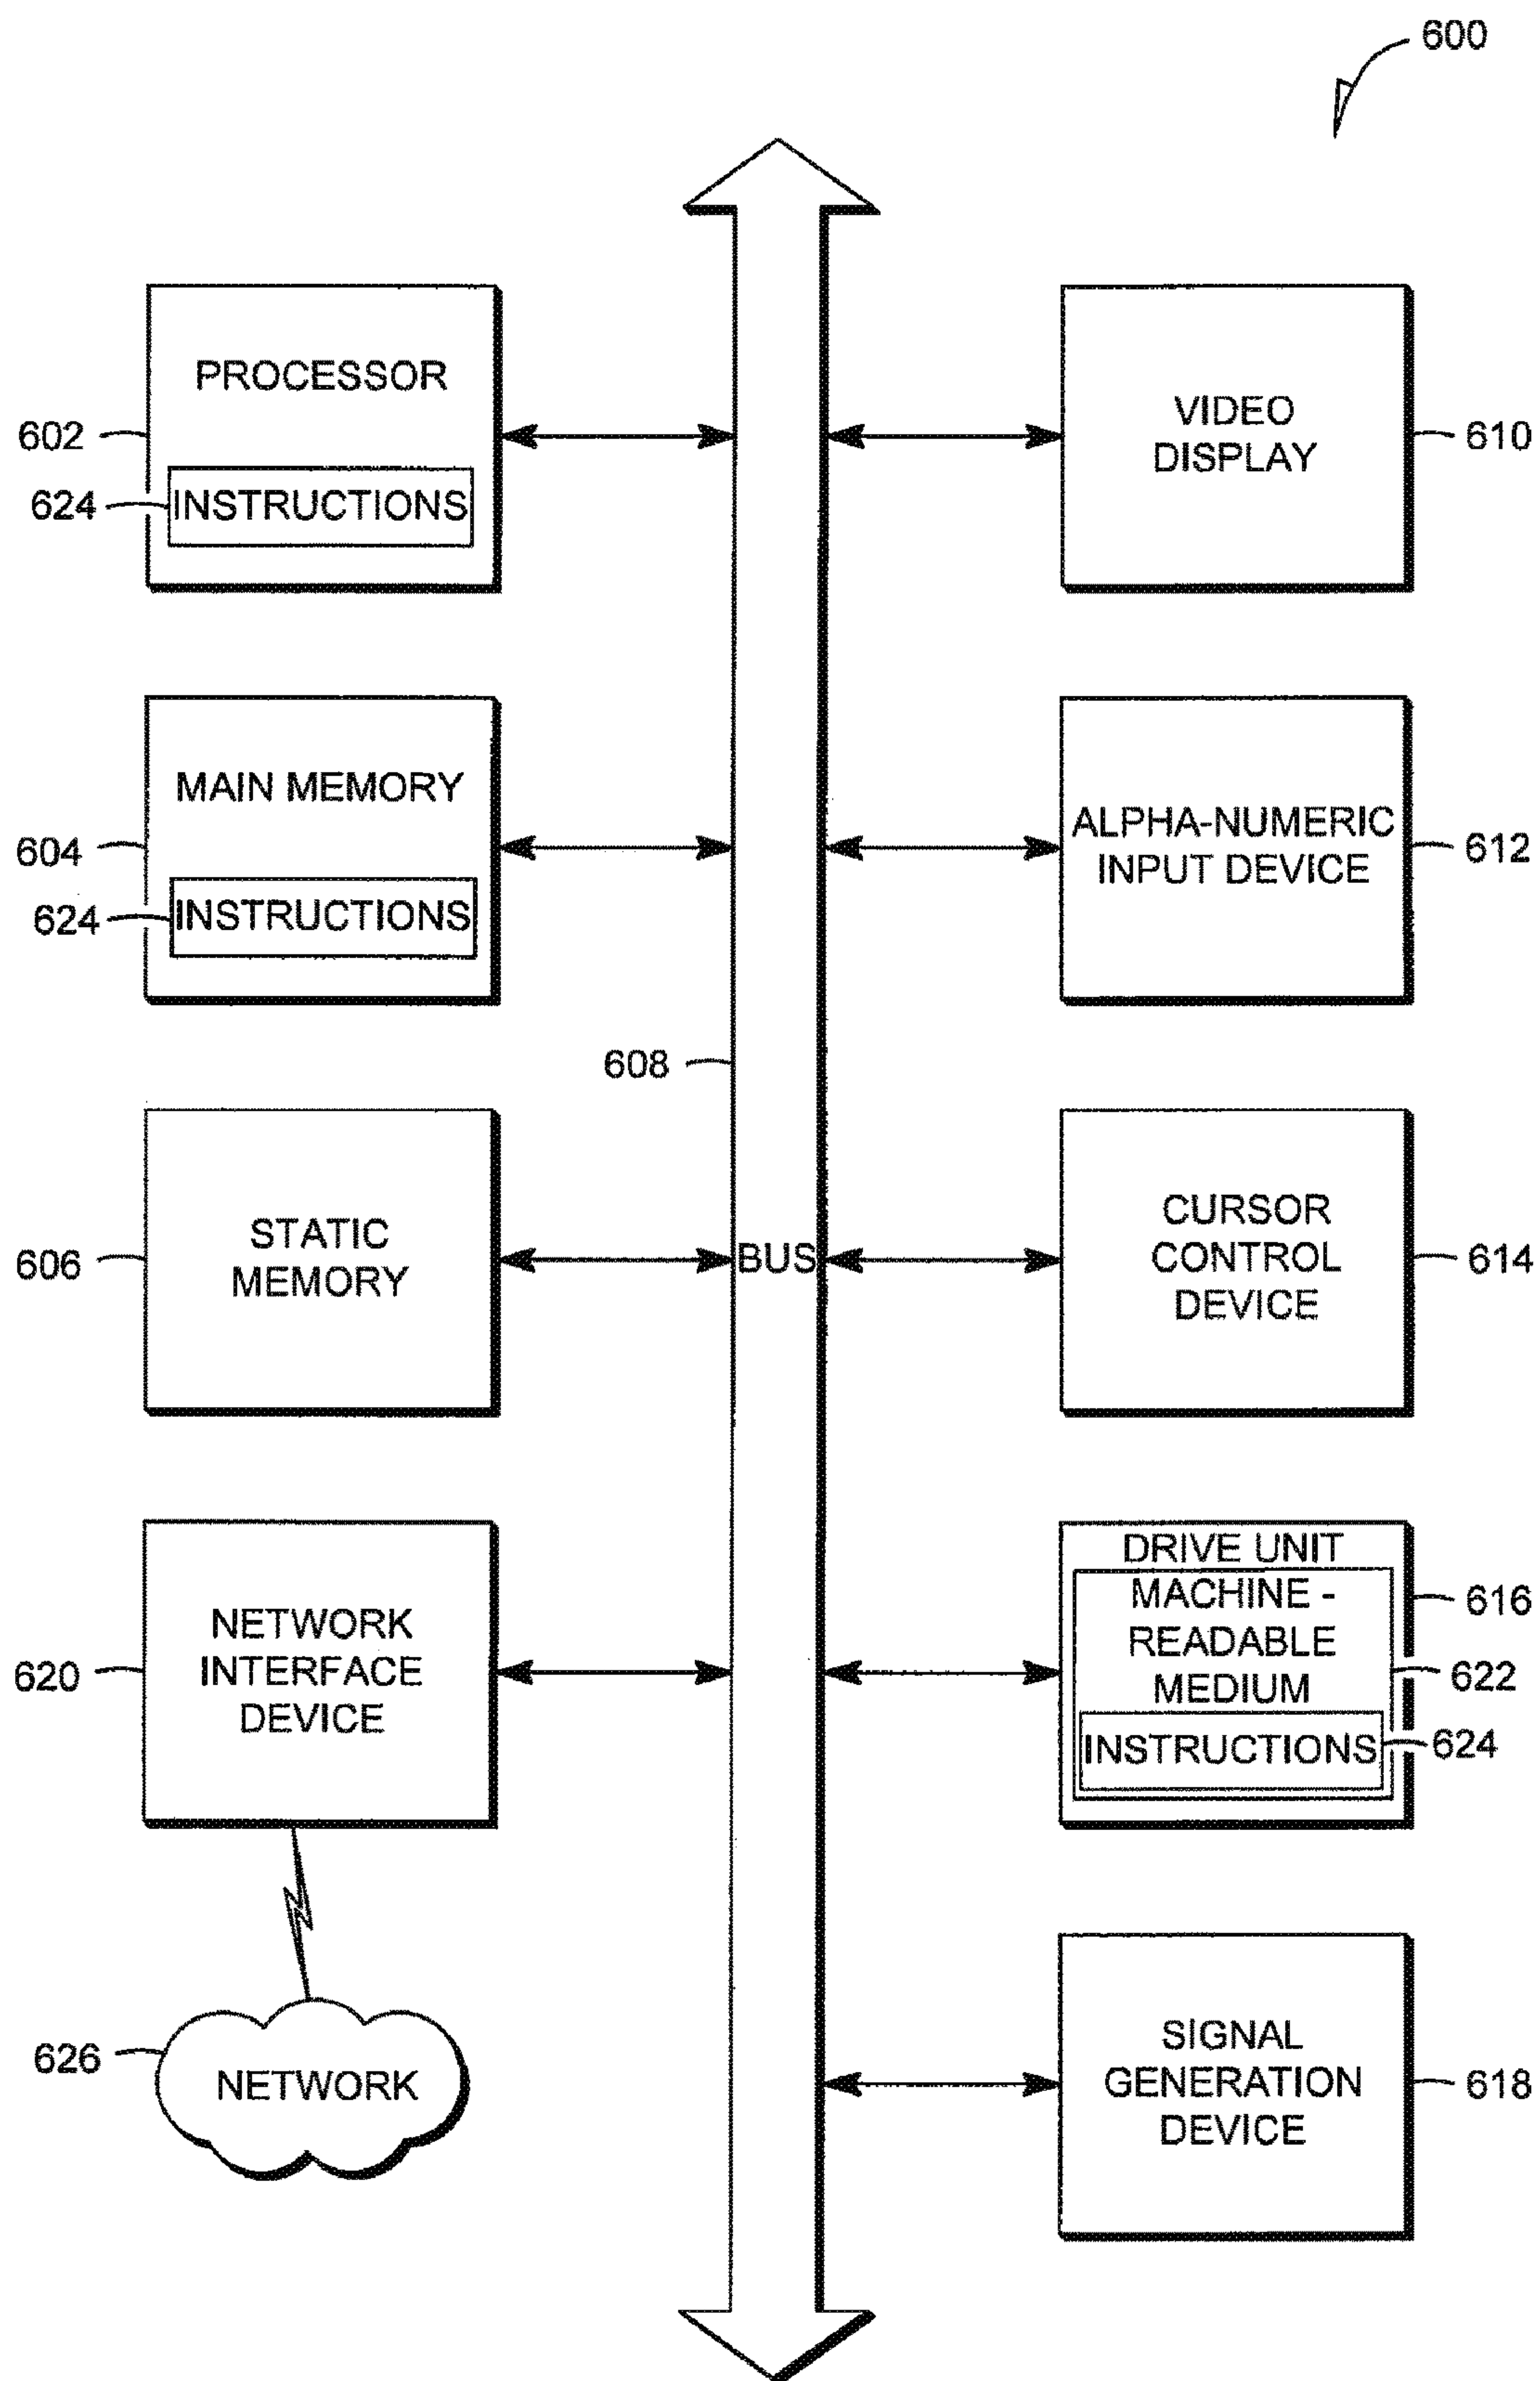 600
PROCESSOR
602
624
INSTRUCTIONS
VIDEO
DISPLAY
610
MAIN MEMORY
604
624
INSTRUCTIONS
ALPHA-NUMERIC
INPUT DEVICE
612
608
STATIC
MEMORY
606
BUS
CURSOR
CONTROL
DEVICE
614
NETWORK
INTERFACE
DEVICE
620
DRIVE UNIT
MACHINE -
READABLE
MEDIUM
616
622
INSTRUCTIONS
624
626
NETWORK
SIGNAL
GENERATION
DEVICE
618